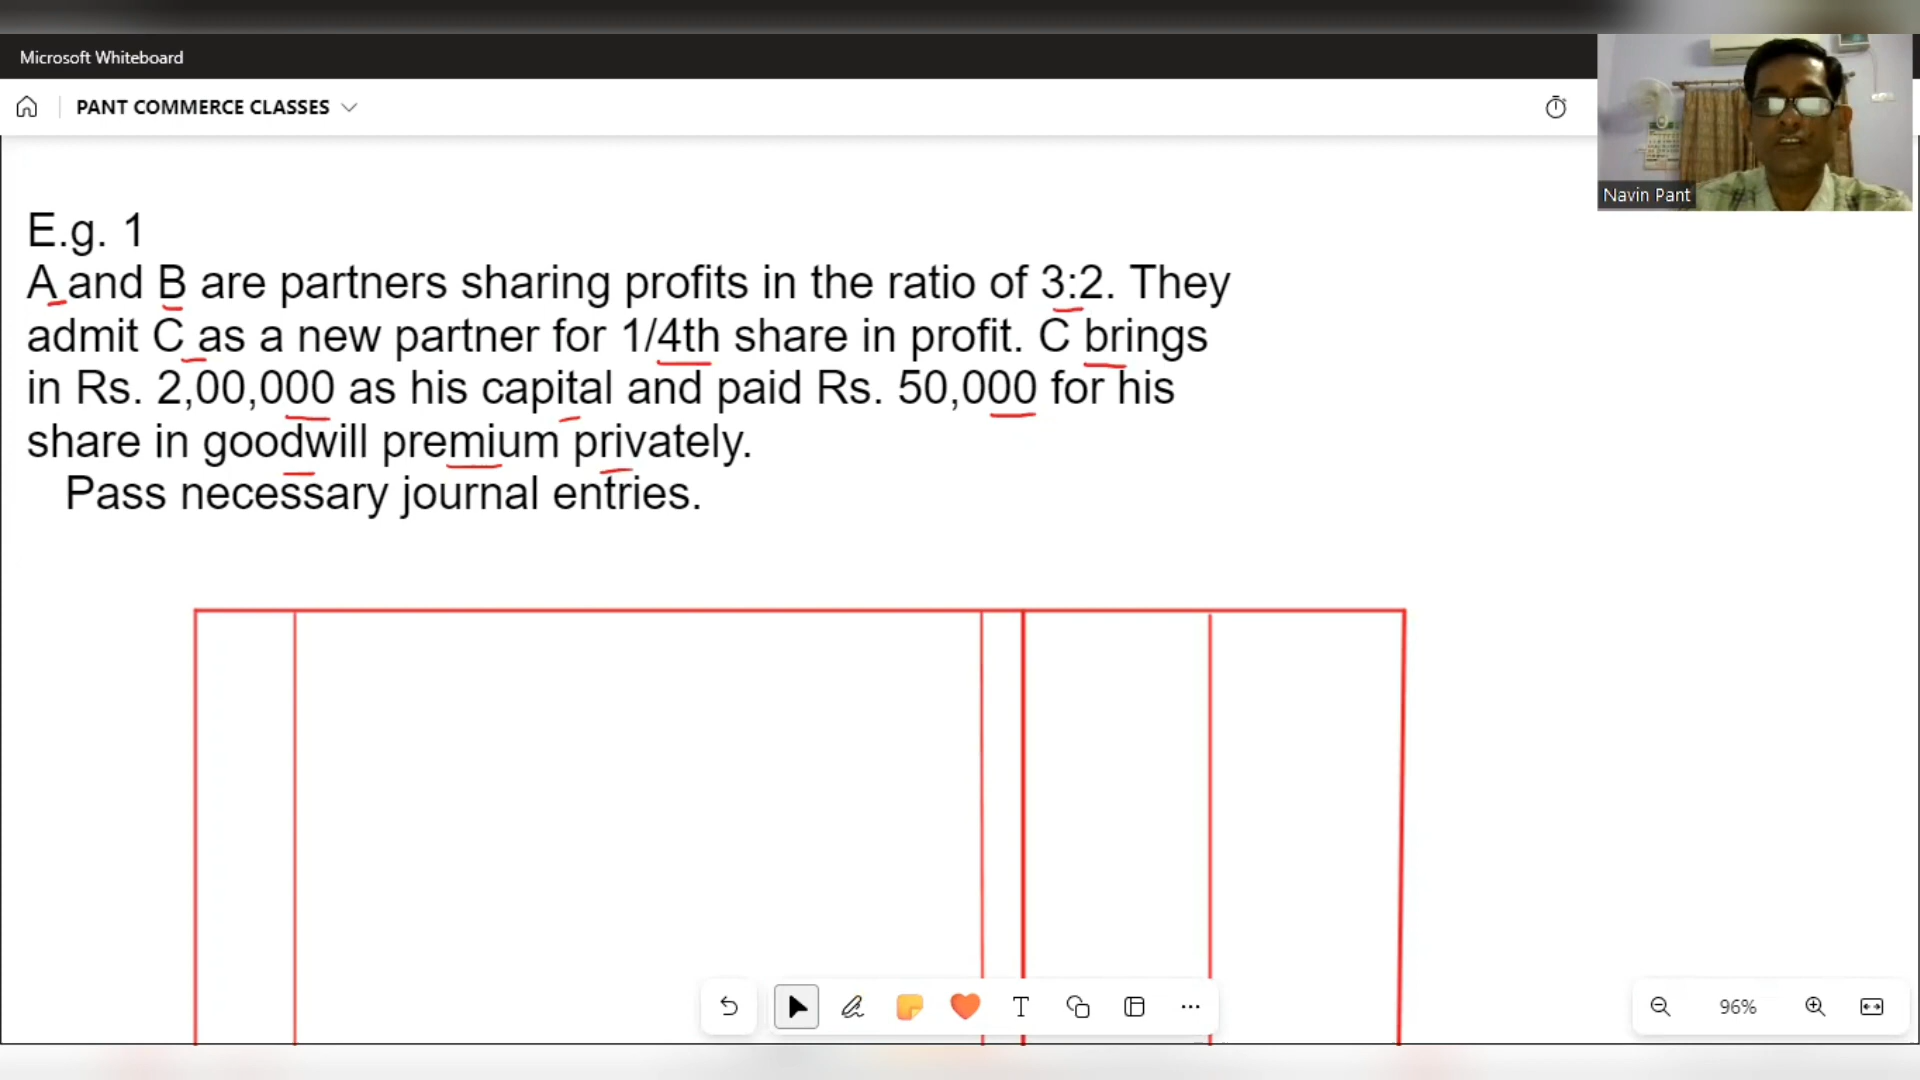 Microsoft Whiteboard
PANT COMMERCE CLASSES
Navin Pant
E.g. 1
A and B are partners sharing profits in the ratio of 3:2. They
admit C as a new partner for 1/4th share in profit. C brings
in Rs. 2,00,000 as his capital and paid Rs. 50,000 for his
share in goodwill premium privately.
Pass necessary journal entries.
96%